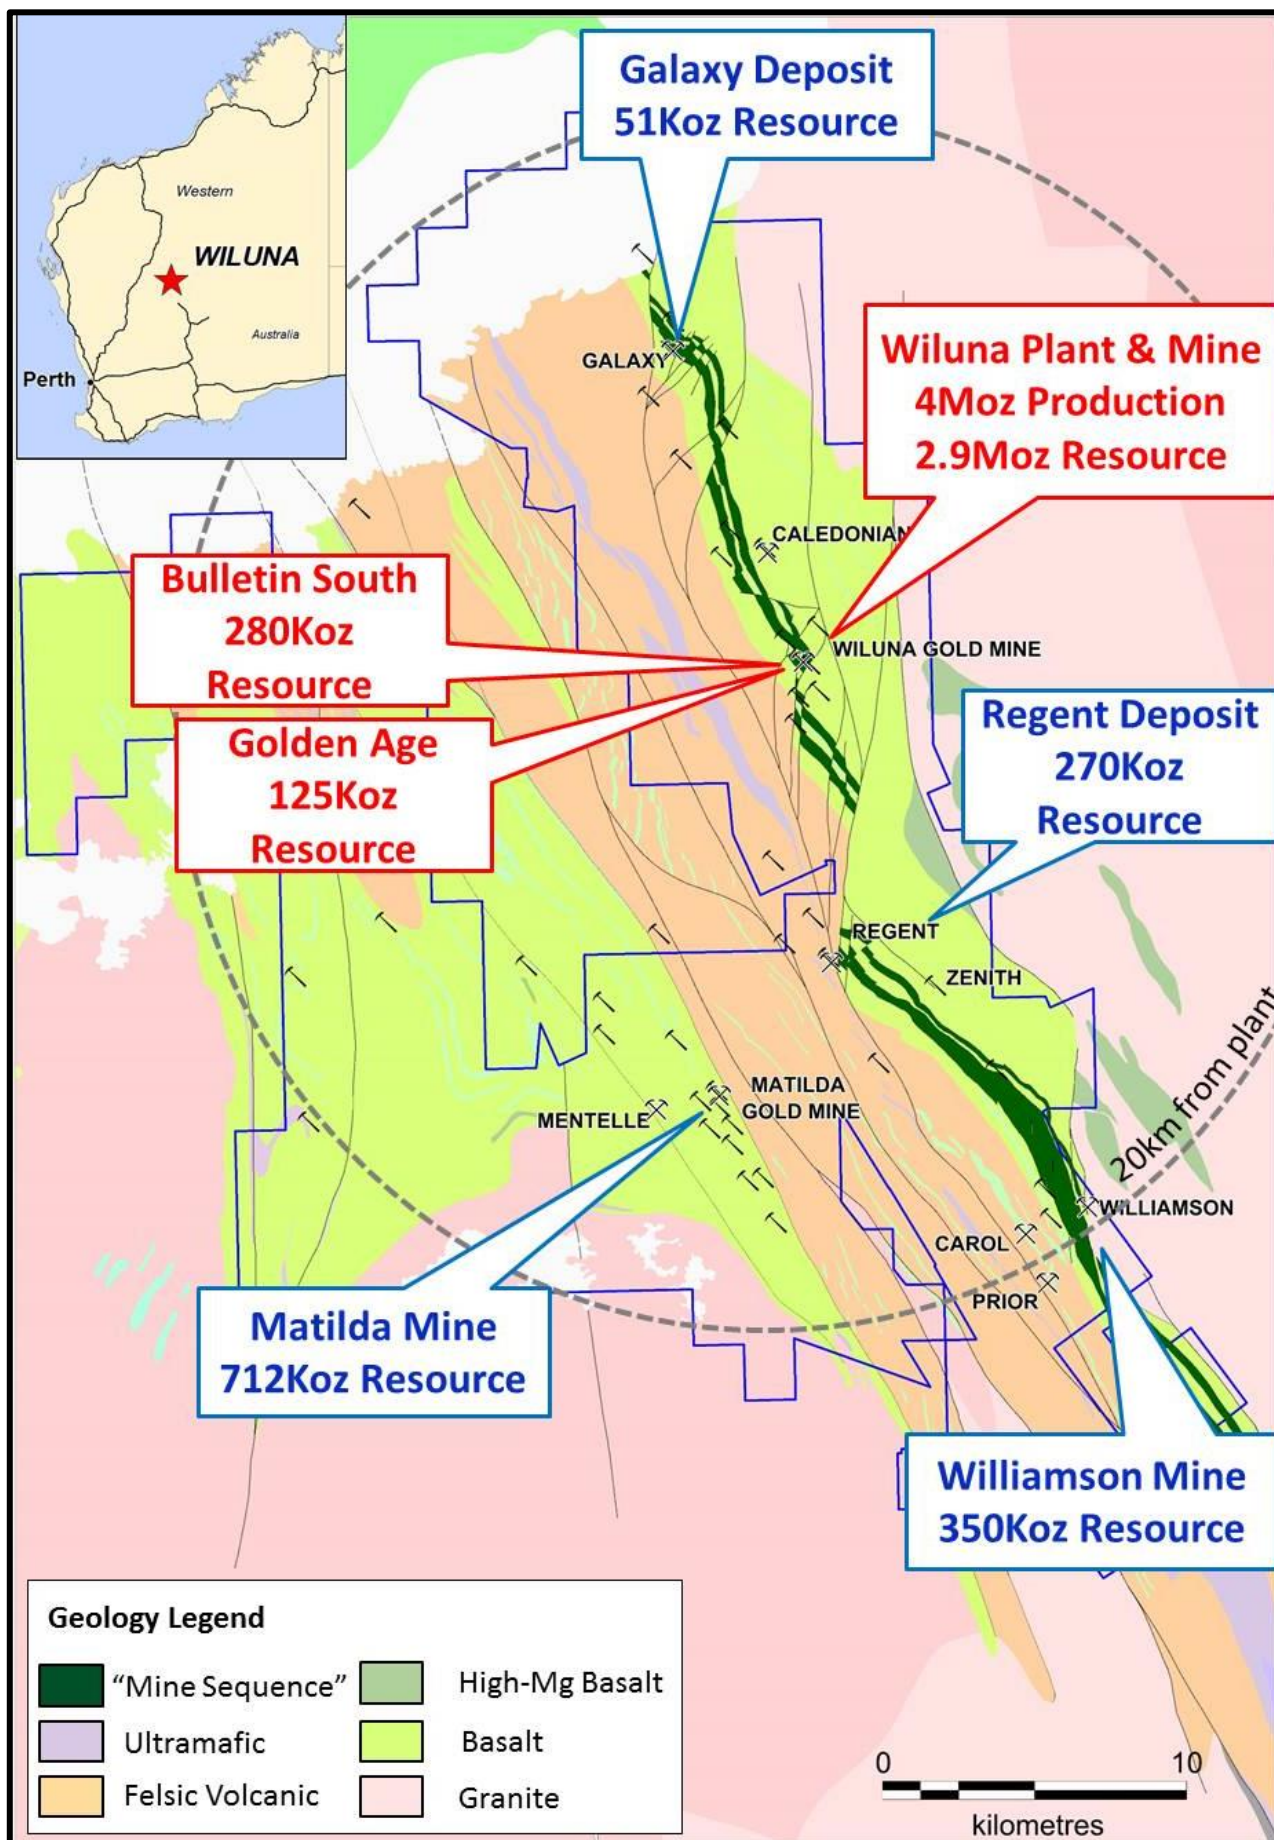 Western
WILUNA
Australia
Perth
Galaxy Deposit
51Koz Resource
GALAXY
Wiluna Plant & Mine
4Moz Production
2.9Moz Resource
CALEDONIAN
Bulletin South
280Koz
Resource
WILUNA GOLD MINE
Golden Age
125Koz
Resource
Regent Deposit
270Koz
Resource
REGENT
ZENITH
20km from plant
MATILDA
GOLD MINE
MENTELLE
WILLIAMSON
CAROL
PRIOR
Matilda Mine
712Koz Resource
Williamson Mine
350Koz Resource
Geology Legend
“Mine Sequence”
High-Mg Basalt
Ultramafic
Basalt
Felsic Volcanic
Granite
0
10
kilometres